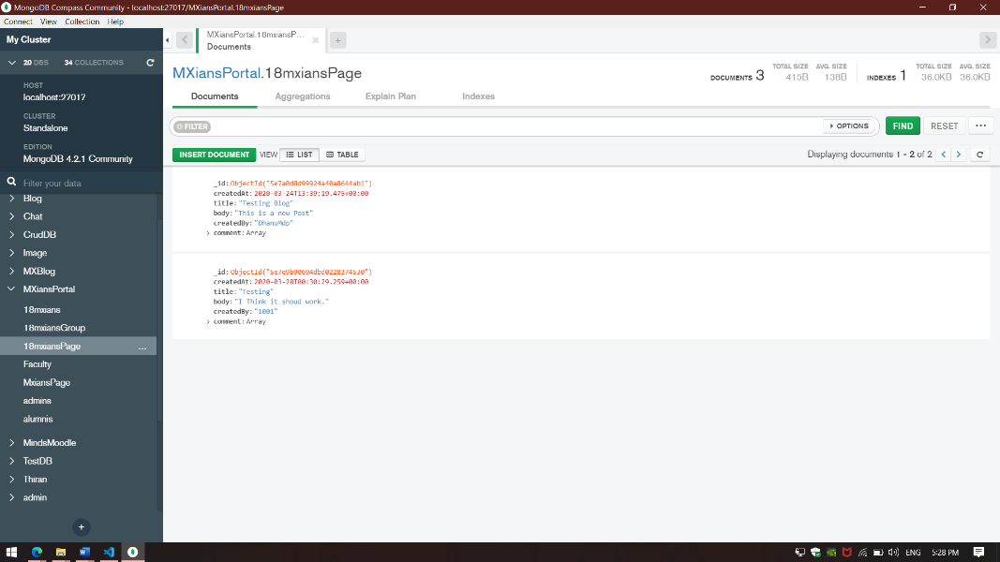 MongoDB Compass Community - localhost:27017/MXiansPortal.18mxiansPage
Connect View Collection Help
My Cluster
20 DBS 34 COLLECTIONS
HOST
localhost:27017
CLUSTER
Standalone
EDITION
MongoDB 4.2.1 Community
Filter your data
Blog
Chat
CrudDB
Image
MXBlog
MXiansPortal
18mxians
18mxiansGroup
18mxiansPage ...
Faculty
MxiansPage
admins
alumnis
MindsMoodle
TestDB
Thiran
admin
+
MXiansPortal.18mxiansP...
Documents
+
MXiansPortal.18mxiansPage
DOCUMENTS 3 TOTAL SIZE 415B AVG. SIZE 138B INDEXES 1 TOTAL SIZE 36.0KB AVG. SIZE 36.0KB
Documents Aggregations Explain Plan Indexes
FILTER OPTIONS FIND RESET ...
INSERT DOCUMENT VIEW LIST TABLE Displaying documents 1 - 2 of 2
_id: ObjectId("5e7a0d8d99924a40a8644ab1")
createdAt: 2020-03-24T13:39:19.475+00:00
title: "Testing Blog"
body: "This is a new Post"
createdBy: "DhanuMdp"
comment: Array
_id: ObjectId("5e7e9b90694dbd0228374530")
createdAt: 2020-03-28T00:30:29.259+00:00
title: "Testing"
body: "I Think it shoud work."
createdBy: "1001"
comment: Array
ENG 5:28 PM